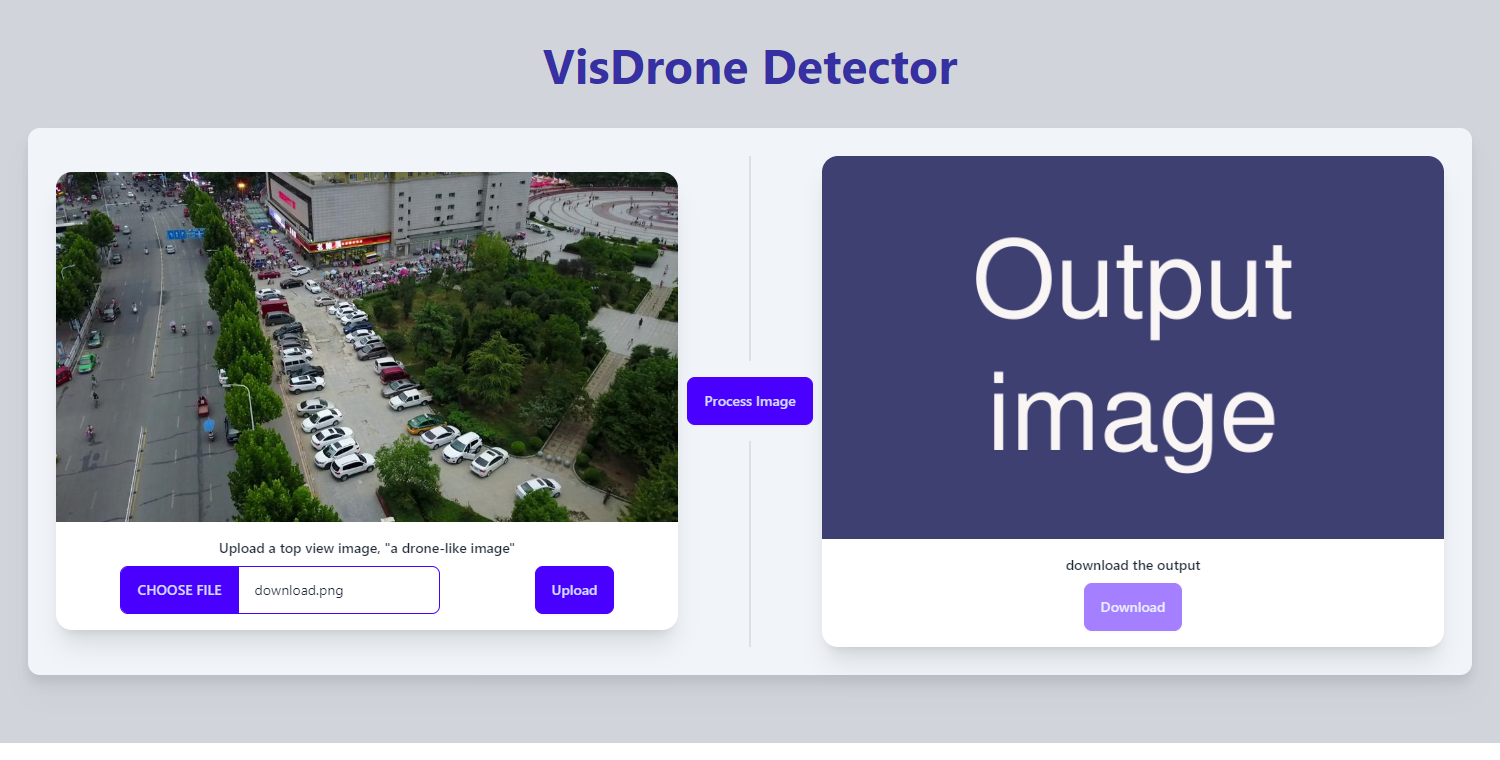 VisDrone Detector
Output
image
Process Image
Upload a top view image, "a drone-like image"
CHOOSE FILE download.png Upload
download the output
Download